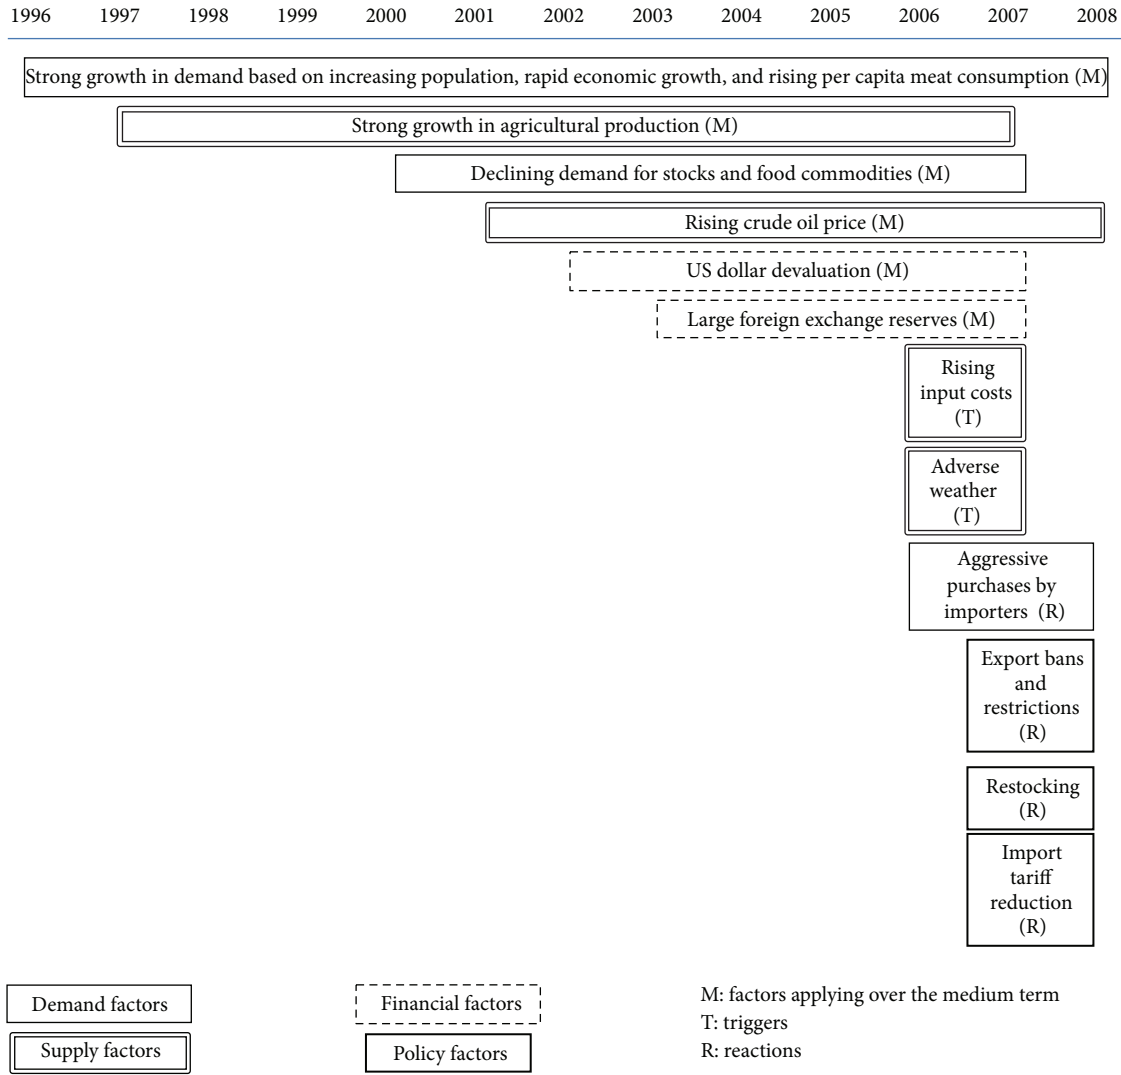 1996 1997 1998 1999 2000 2001 2002 2003 2004 2005 2006 2007 2008
Strong growth in demand based on increasing population, rapid economic growth, and rising per capita meat consumption (M)
Strong growth in agricultural production (M)
Declining demand for stocks and food commodities (M)
Rising crude oil price (M)
US dollar devaluation (M)
Large foreign exchange reserves (M)
Rising
input costs
(T)
Adverse
weather
(T)
Aggressive
purchases by
importers (R)
Export bans
and
restrictions
(R)
Restocking
(R)
Import
tariff
reduction
(R)
Demand factors
Supply factors
Financial factors
Policy factors
M: factors applying over the medium term
T: triggers
R: reactions